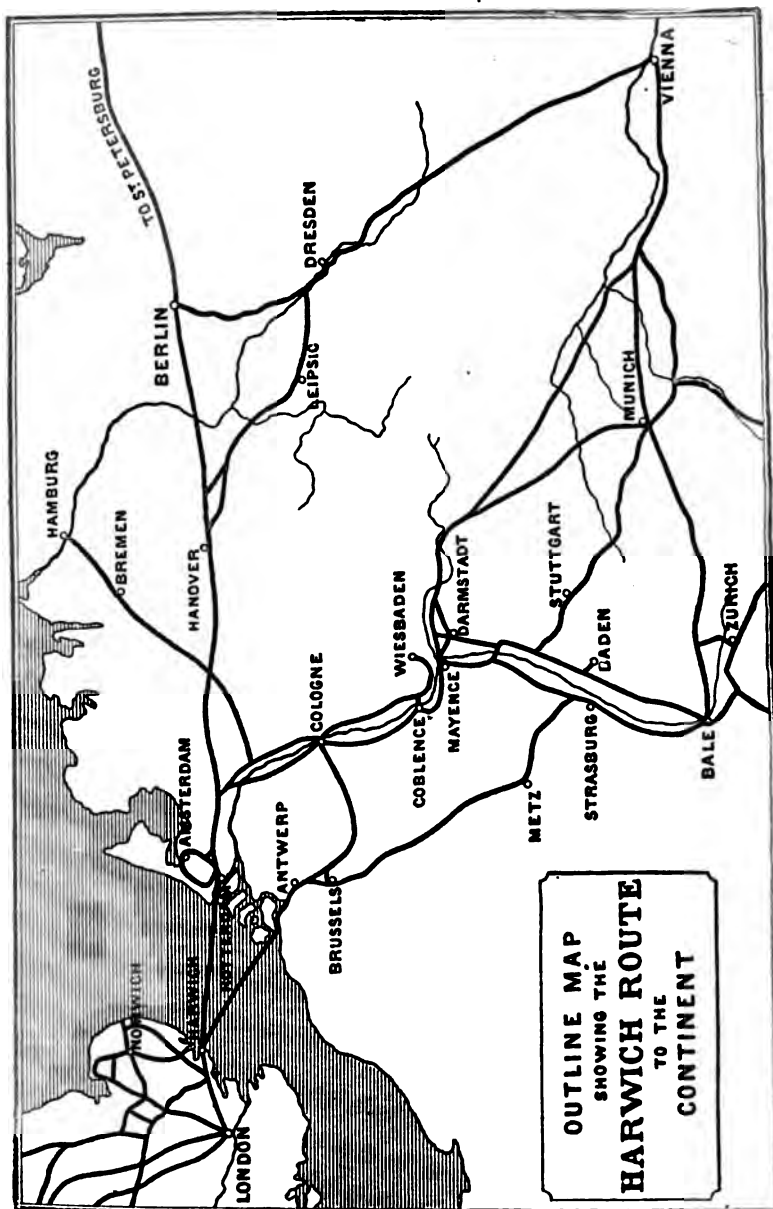 OUTLINE MAP
SHOWING THE
HARWICH ROUTE
TO THE
CONTINENT
TO ST PETERSBURG
HAMBURG
BREMEN
BERLIN
HANOVER
AMSTERDAM
ROTTERDAM
NORWICH
HARWICH
LONDON
ANTWERP
BRUSSELS
COLOGNE
LEIPSIC
DRESDEN
VIENNA
WIESBADEN
COBLENCE
MAYENCE
DARMSTADT
METZ
STRASBURG
BADEN
STUTTGART
MUNICH
BALE
ZURICH